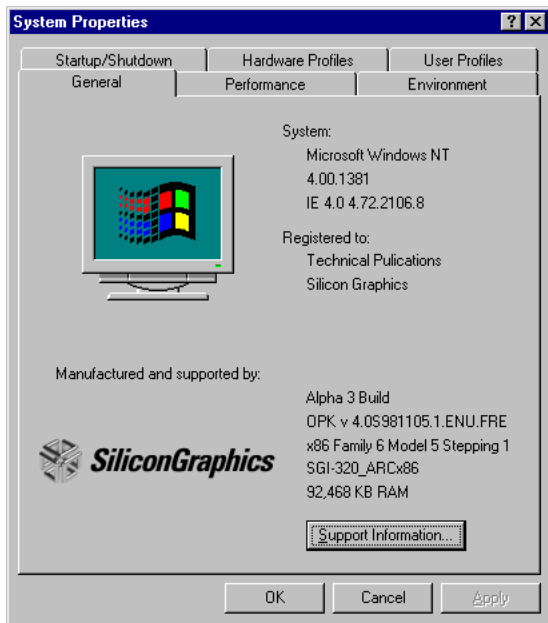 System Properties
Startup/Shutdown
Hardware Profiles
User Profiles
General
Performance
Environment
System:
Microsoft Windows NT
4.00.1381
IE 4.0 4.72.2106.8
Registered to:
Technical Pulications
Silicon Graphics
Manufactured and supported by:
SiliconGraphics
Alpha 3 Build
OPK v 4.0S981105.1.ENU.FRE
x86 Family 6 Model 5 Stepping 1
SGI-320_ARCx86
92,468 KB RAM
Support Information...
OK
Cancel
Apply